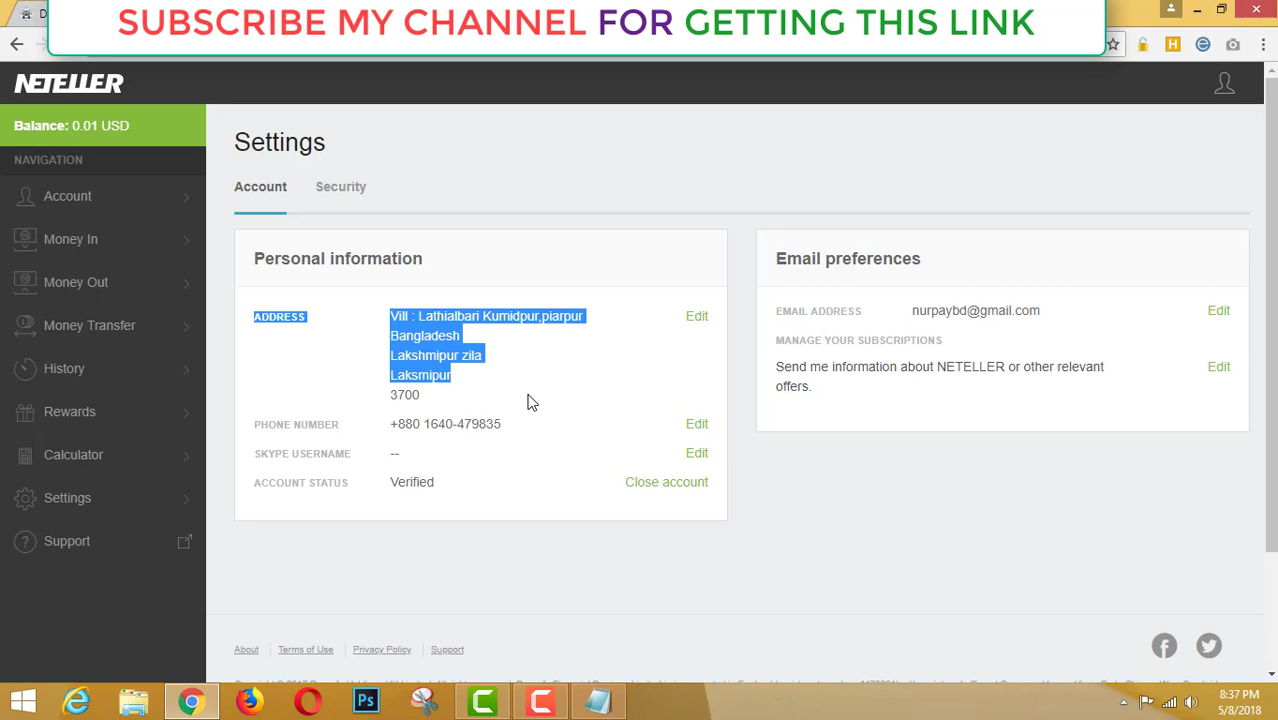 SUBSCRIBE MY CHANNEL FOR GETTING THIS LINK
D
NETELLER
Balance: 0.01 USD
NAVIGATION
Account
Money In
Money Out
Money Transfer
History
Rewards
Calculator
Settings
Support
Settings
Account Security
Personal information
ADDRESS Vill : Lathialbari Kumidpur,piarpur Edit
Bangladesh
Lakshmipur zila
Laksmipur
3700
PHONE NUMBER +880 1640-479835 Edit
SKYPE USERNAME -- Edit
ACCOUNT STATUS Verified Close account
Email preferences
EMAIL ADDRESS nurpaybd@gmail.com Edit
MANAGE YOUR SUBSCRIPTIONS
Send me information about NETELLER or other relevant Edit
offers.
About Terms of Use Privacy Policy Support
8:37 PM
5/8/2018